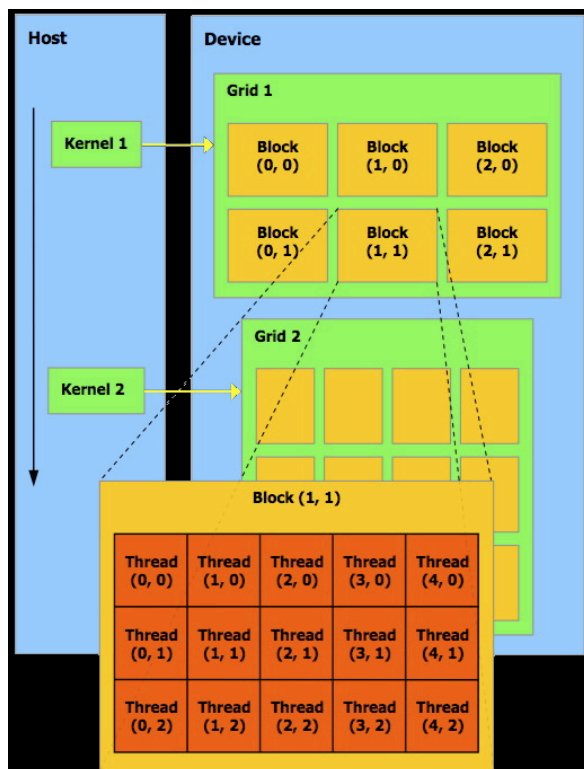 Host
Device
Grid 1
Kernel 1
Block
(0, 0)
Block
(1, 0)
Block
(2, 0)
Block
(0, 1)
Block
(1, 1)
Block
(2, 1)
Grid 2
Kernel 2
Block (1, 1)
Thread
(0, 0)
Thread
(1, 0)
Thread
(2, 0)
Thread
(3, 0)
Thread
(4, 0)
Thread
(0, 1)
Thread
(1, 1)
Thread
(2, 1)
Thread
(3, 1)
Thread
(4, 1)
Thread
(0, 2)
Thread
(1, 2)
Thread
(2, 2)
Thread
(3, 2)
Thread
(4, 2)